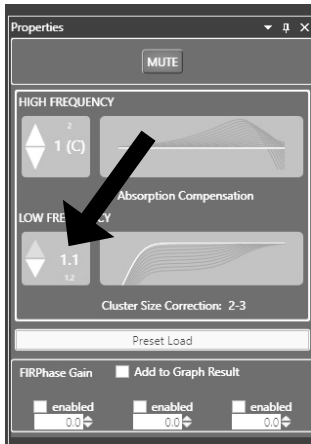 Properties
MUTE
HIGH FREQUENCY
2
1 (C)
Absorption Compensation
LOW FRE
1.1
1.2
Cluster Size Correction: 2-3
Preset Load
FIRPhase Gain Add to Graph Result
enabled enabled enabled
0.0 0.0 0.0